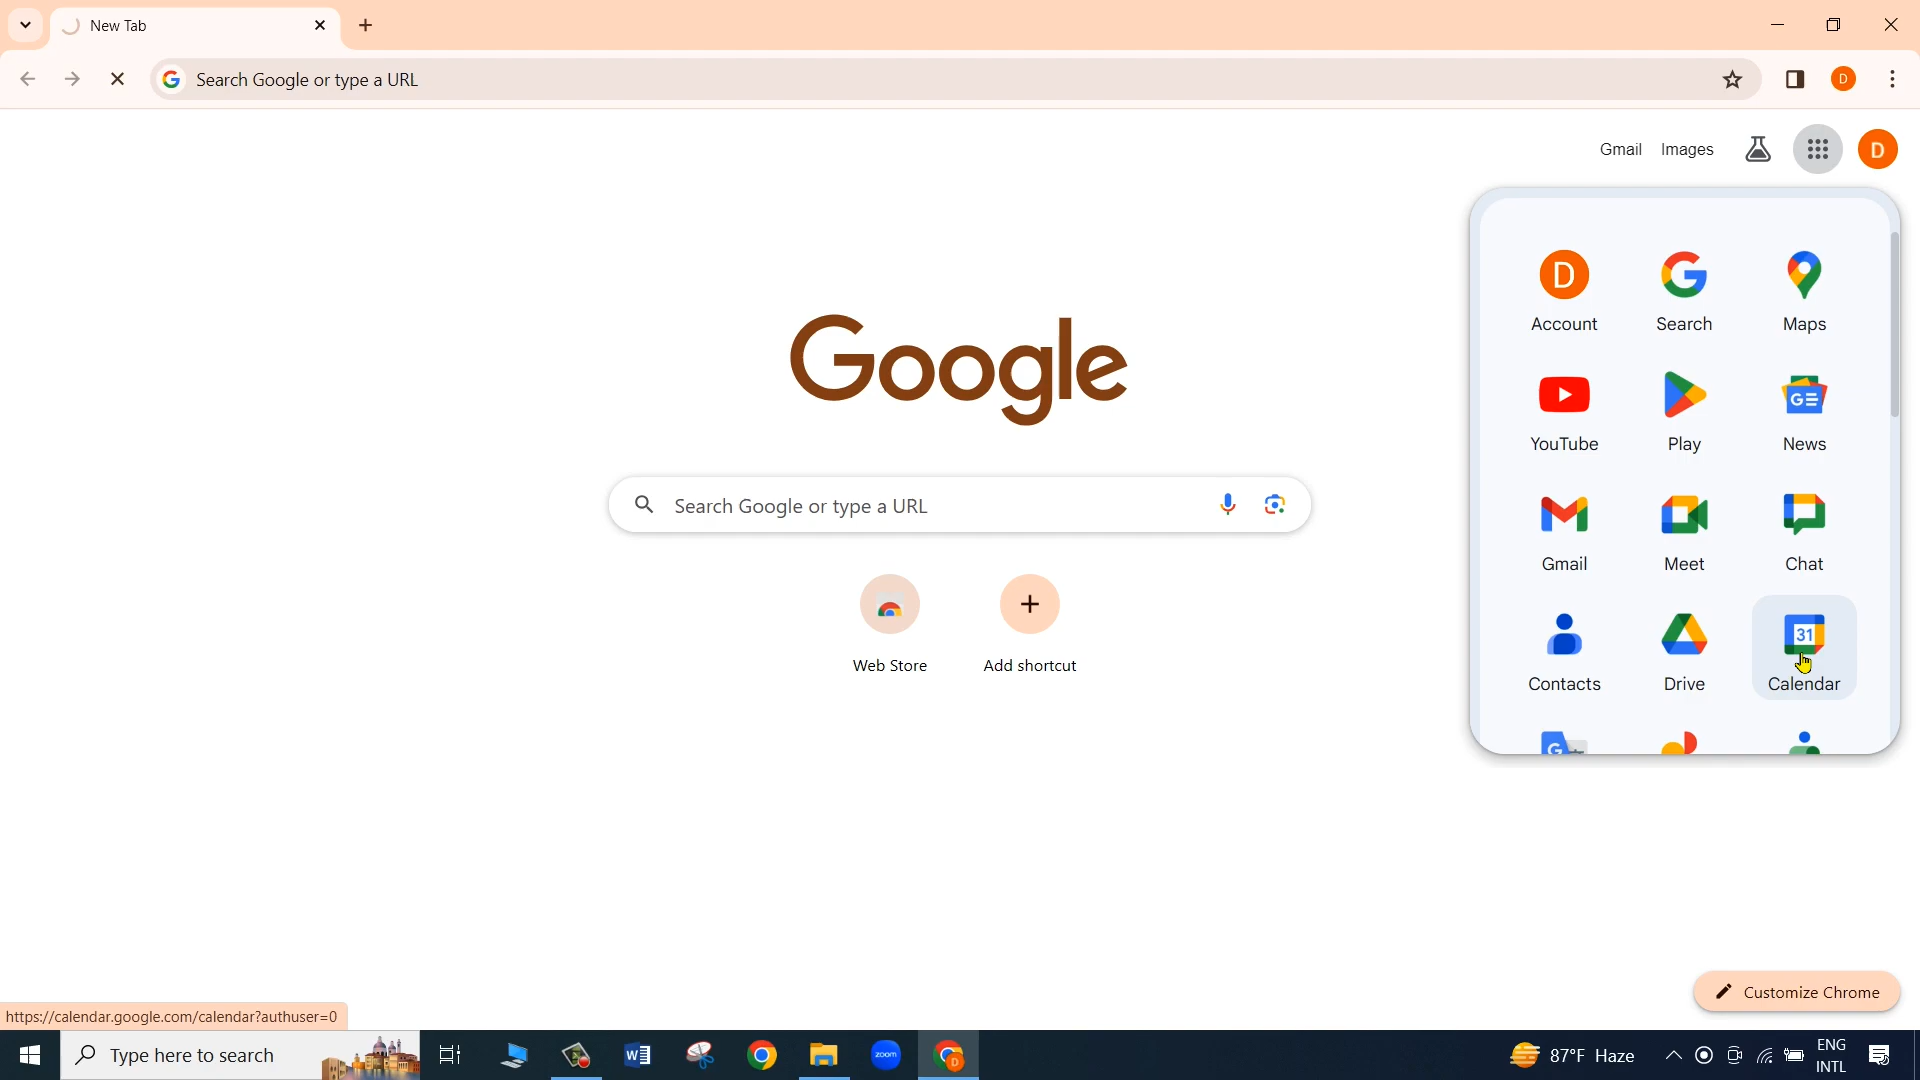 New Tab
Search Google or type a URL
D
Gmail Images
D
Google
Search Google or type a URL
Web Store
Add shortcut
D
Account
Search
Maps
YouTube
Play
GE
News
Gmail
Meet
Chat
Contacts
Drive
31
Calendar
G
Customize Chrome
https://calendar.google.com/calendar?authuser=0
Type here to search
zoom
D
87°F Haze
ENG
INTL